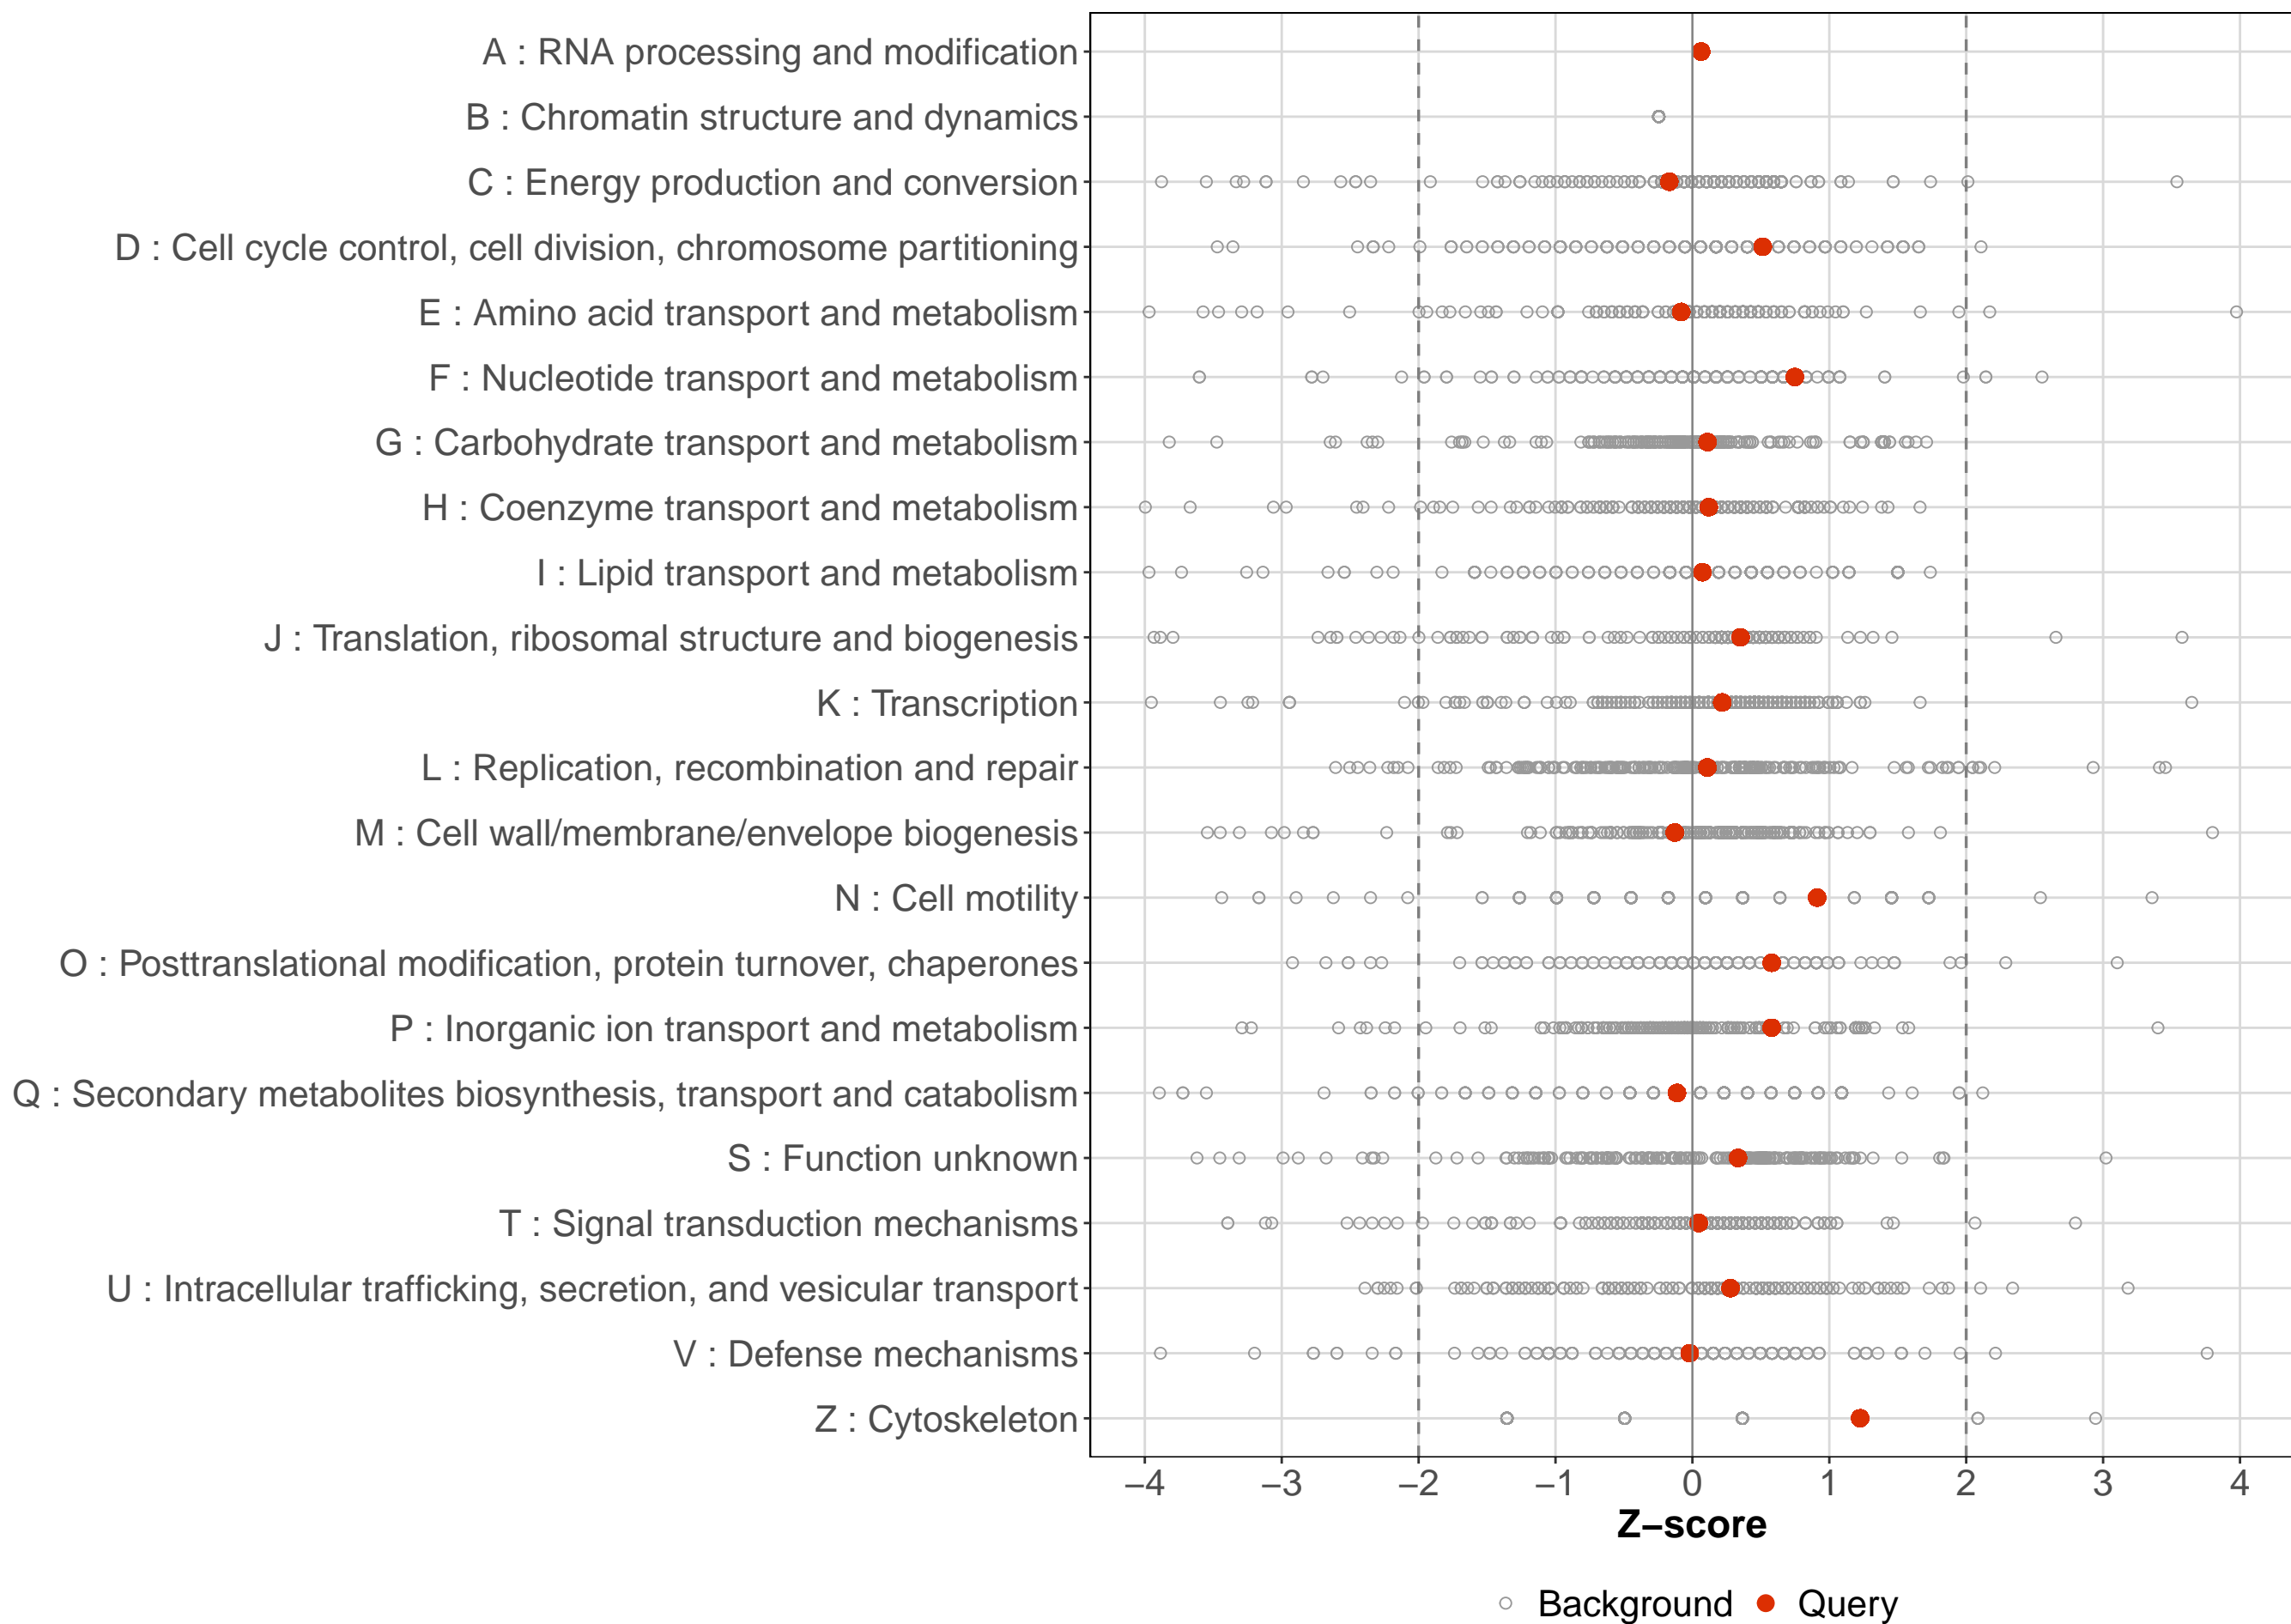 A : RNA processing and modification
B : Chromatin structure and dynamics
C : Energy production and conversion
D : Cell cycle control, cell division, chromosome partitioning
E : Amino acid transport and metabolism
F : Nucleotide transport and metabolism
G : Carbohydrate transport and metabolism
H : Coenzyme transport and metabolism
I : Lipid transport and metabolism
J : Translation, ribosomal structure and biogenesis
K : Transcription
L : Replication, recombination and repair
M : Cell wall/membrane/envelope biogenesis
N : Cell motility
O : Posttranslational modification, protein turnover, chaperones
P : Inorganic ion transport and metabolism
Q : Secondary metabolites biosynthesis, transport and catabolism
S : Function unknown
T : Signal transduction mechanisms
U : Intracellular trafficking, secretion, and vesicular transport
V : Defense mechanisms
Z : Cytoskeleton
−4 −3 −2 −1 0 1 2 3 4
Z−score
Background Query